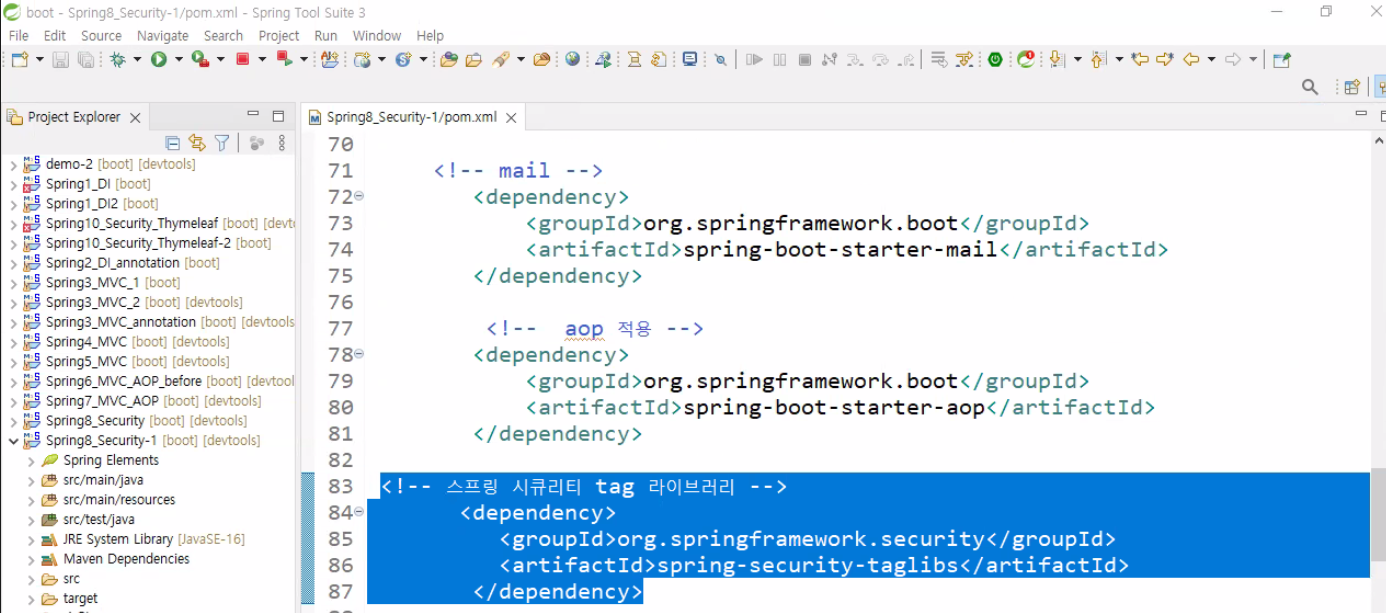 boot - Spring8_Security-1/pom.xml - Spring Tool Suite 3
File Edit Source Navigate Search Project Run Window Help
Project Explorer
Spring8_Security-1/pom.xml
demo-2 [boot] [devtools]
Spring1_DI [boot]
Spring1_DI2 [boot]
Spring10_Security_Thymeleaf [boot] [devt
Spring10_Security_Thymeleaf-2 [boot]
Spring2_DI_annotation [boot]
Spring3_MVC_1 [boot]
Spring3_MVC_2 [boot] [devtools]
Spring3_MVC_annotation [boot] [devtools
Spring4_MVC [boot] [devtools]
Spring5_MVC [boot] [devtools]
Spring6_MVC_AOP_before [boot] [devtool
Spring7_MVC_AOP [boot] [devtools]
Spring8_Security [boot] [devtools]
Spring8_Security-1 [boot] [devtools]
Spring Elements
src/main/java
src/main/resources
src/test/java
JRE System Library [JavaSE-16]
Maven Dependencies
src
target
70
71 <!-- mail -->
72 <dependency>
73 <groupId>org.springframework.boot</groupId>
74 <artifactId>spring-boot-starter-mail</artifactId>
75 </dependency>
76
77 <!-- aop 적용 -->
78 <dependency>
79 <groupId>org.springframework.boot</groupId>
80 <artifactId>spring-boot-starter-aop</artifactId>
81 </dependency>
82
83 <!-- 스프링 시큐리티 tag 라이브러리 -->
84 <dependency>
85 <groupId>org.springframework.security</groupId>
86 <artifactId>spring-security-taglibs</artifactId>
87 </dependency>